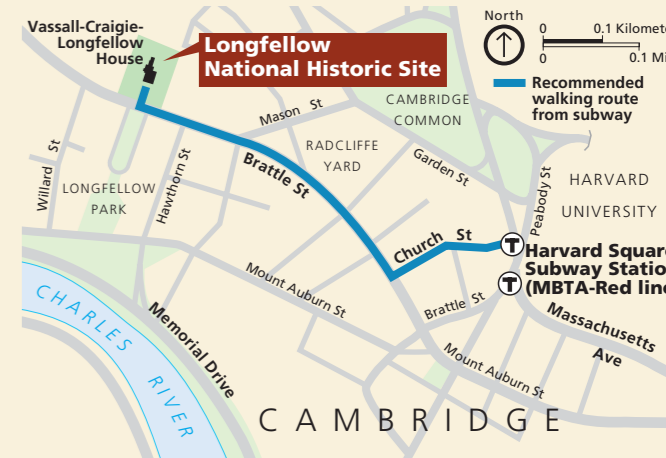 North
0 0.1 Kilomete
0 0.1 Mi
Recommended
walking route
from subway
Vassall-Craigie-
Longfellow
House
Longfellow
National Historic Site
CAMBRIDGE
COMMON
Mason St
RADCLIFFE
YARD
Garden St
Peabody St
HARVARD
UNIVERSITY
Willard St
LONGFELLOW
PARK
Hawthorn St
Brattle St
Church St
T
Harvard Square
Subway Statio
(MBTA-Red line
T
Mount Auburn St
Brattle St
Massachusetts
Ave
Memorial Drive
CHARLES RIVER
Mount Auburn St
CAMBRIDGE